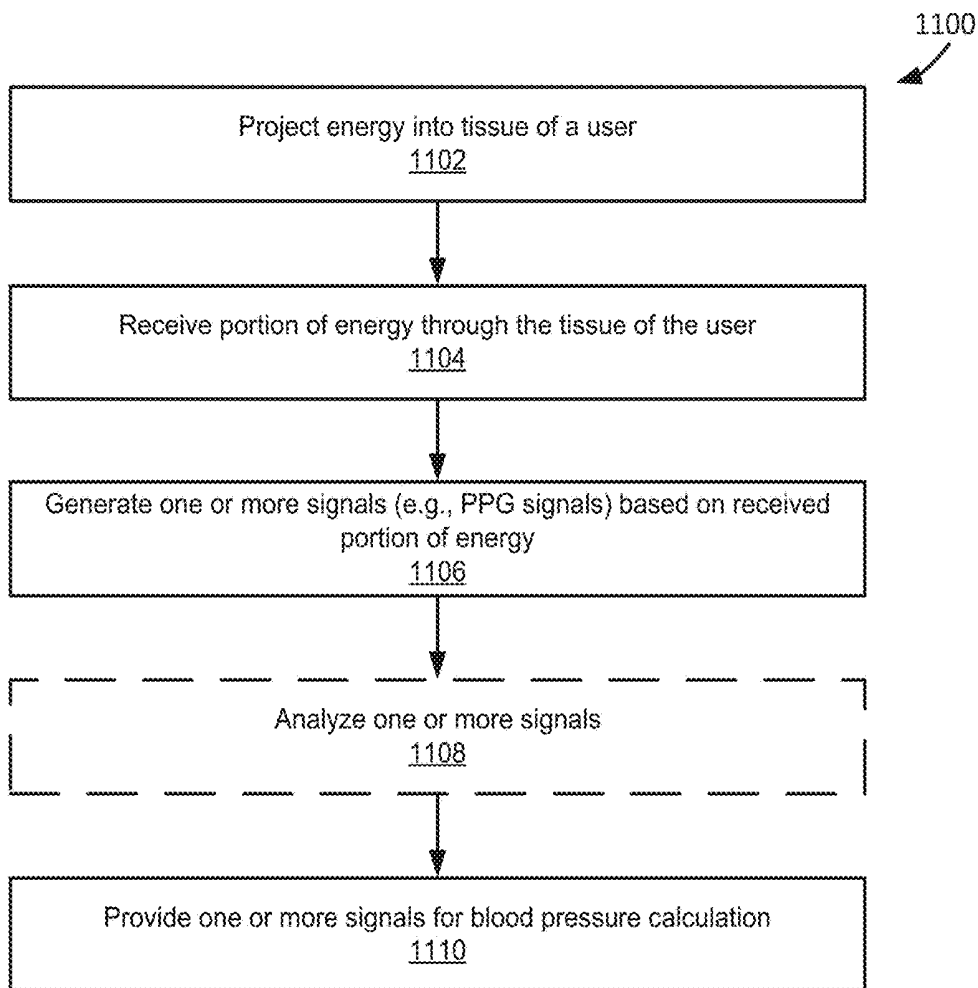 1100
Project energy into tissue of a user
1102
Receive portion of energy through the tissue of the user
1104
Generate one or more signals (e.g., PPG signals) based on received
portion of energy
1106
Analyze one or more signals
1108
Provide one or more signals for blood pressure calculation
1110